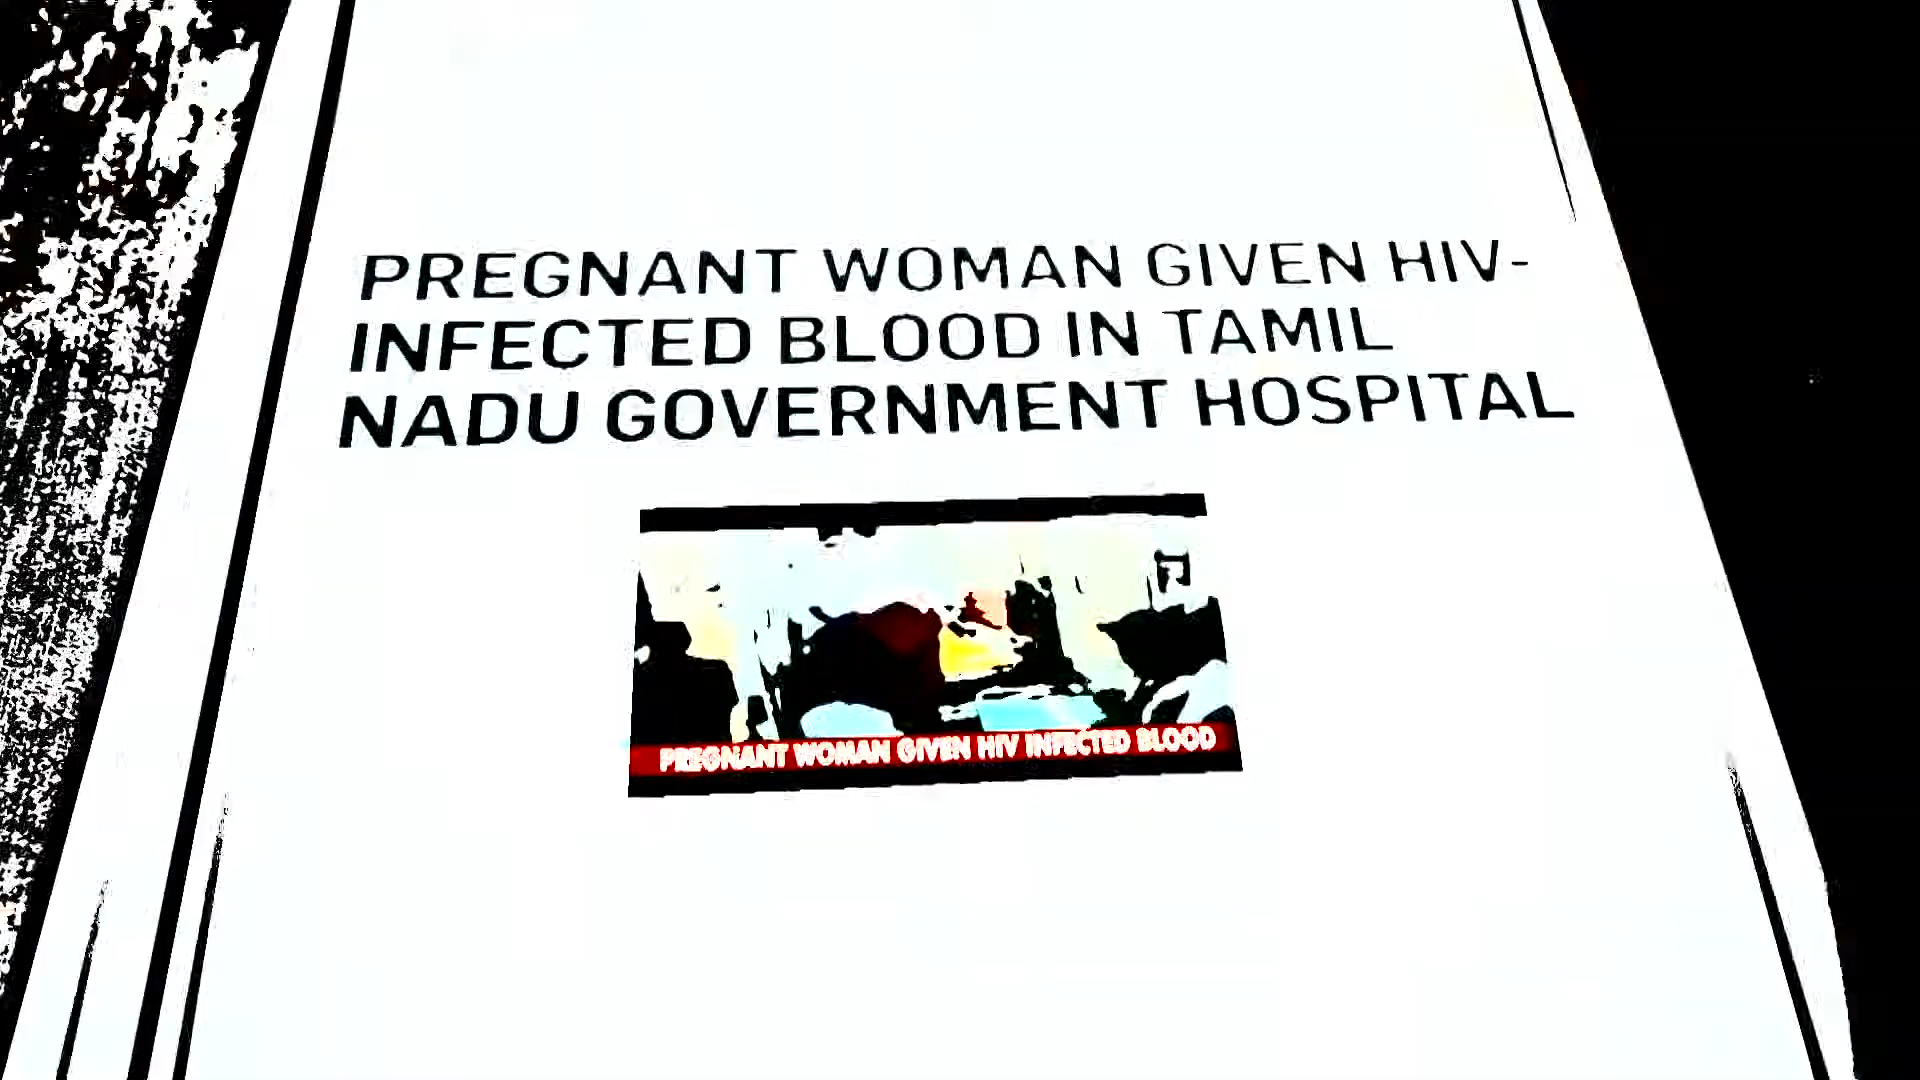 PREGNANT WOMAN GIVEN HIV-
INFECTED BLOOD IN TAMIL
NADU GOVERNMENT HOSPITAL
PREGNANT WOMAN GIVEN HIV INFECTED BLOOD